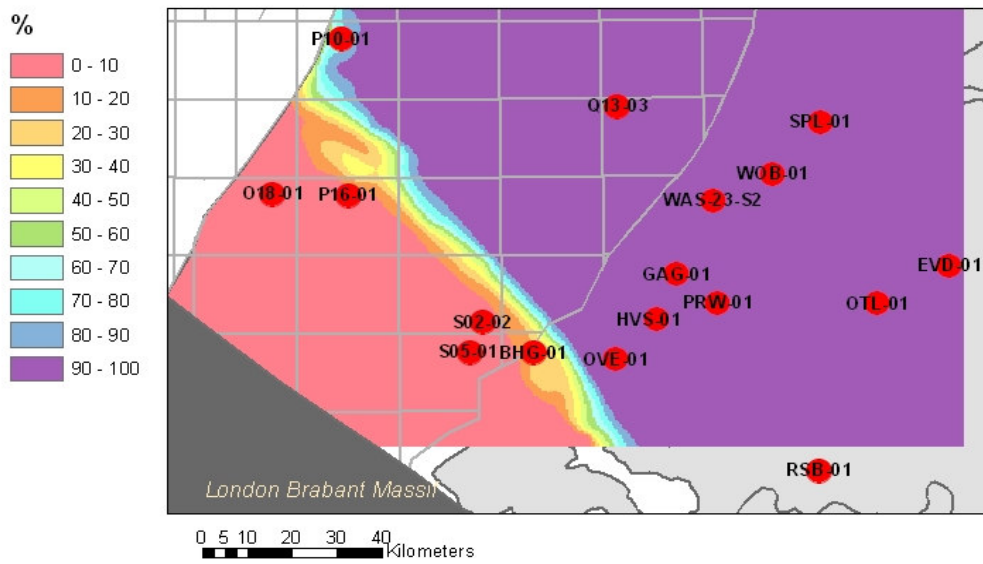 %
0 - 10
10 - 20
20 - 30
30 - 40
40 - 50
50 - 60
60 - 70
70 - 80
80 - 90
90 - 100
P10-01
Q13-03
SPL-01
WOB-01
O18-01
P16-01
WAS-23-S2
EVD-01
GAG-01
PRW-01
OTL-01
HVS-01
S02-02
S05-01
BHG-01
OVE-01
RSB-01
London Brabant Massif
0 5 10 20 30 40
Kilometers